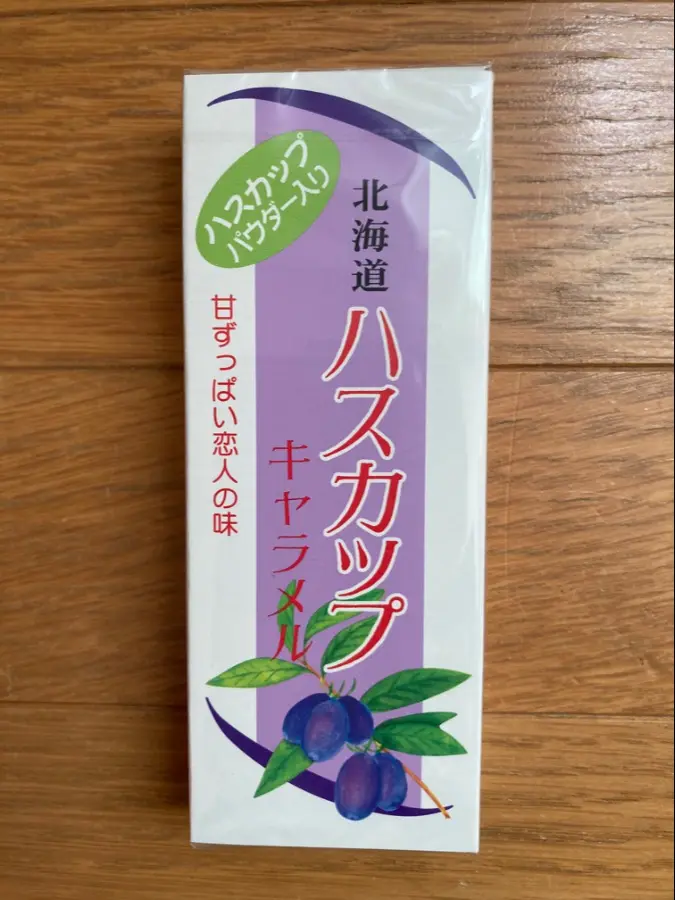 ハスカップ
パウダー入り
北海道
ハスカップ
キャラメル
甘ずっぱい恋人の味